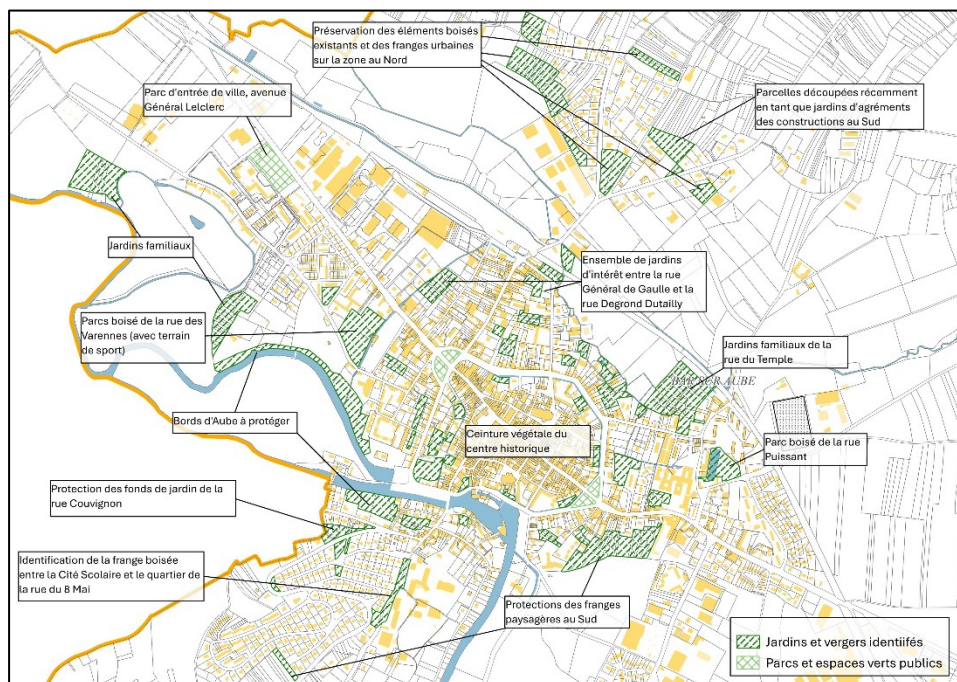 Préservation des éléments boisés
existants et des franges urbaines
sur la zone au Nord
Parc d'entrée de ville, avenue
Général Lelclerc
Parcelles découpées récemment
en tant que jardins d'agréments
des constructions au Sud
Jardins familiaux
Ensemble de jardins
d'intérêt entre la rue
Général de Gaulle et la
rue Degrond Dutailly
Parcs boisé de la rue des
Varennes (avec terrain
de sport)
Jardins familiaux de la
rue du Temple
BAR SUR AUBE
Bords d'Aube à protéger
Ceinture végétale du
centre historique
Parc boisé de la rue
Puissant
Protection des fonds de jardin de la
rue Couvignon
Identification de la frange boisée
entre la Cité Scolaire et le quartier de
la rue du 8 Mai
Protections des franges
paysagères au Sud
Jardins et vergers identiifés
Parcs et espaces verts publics